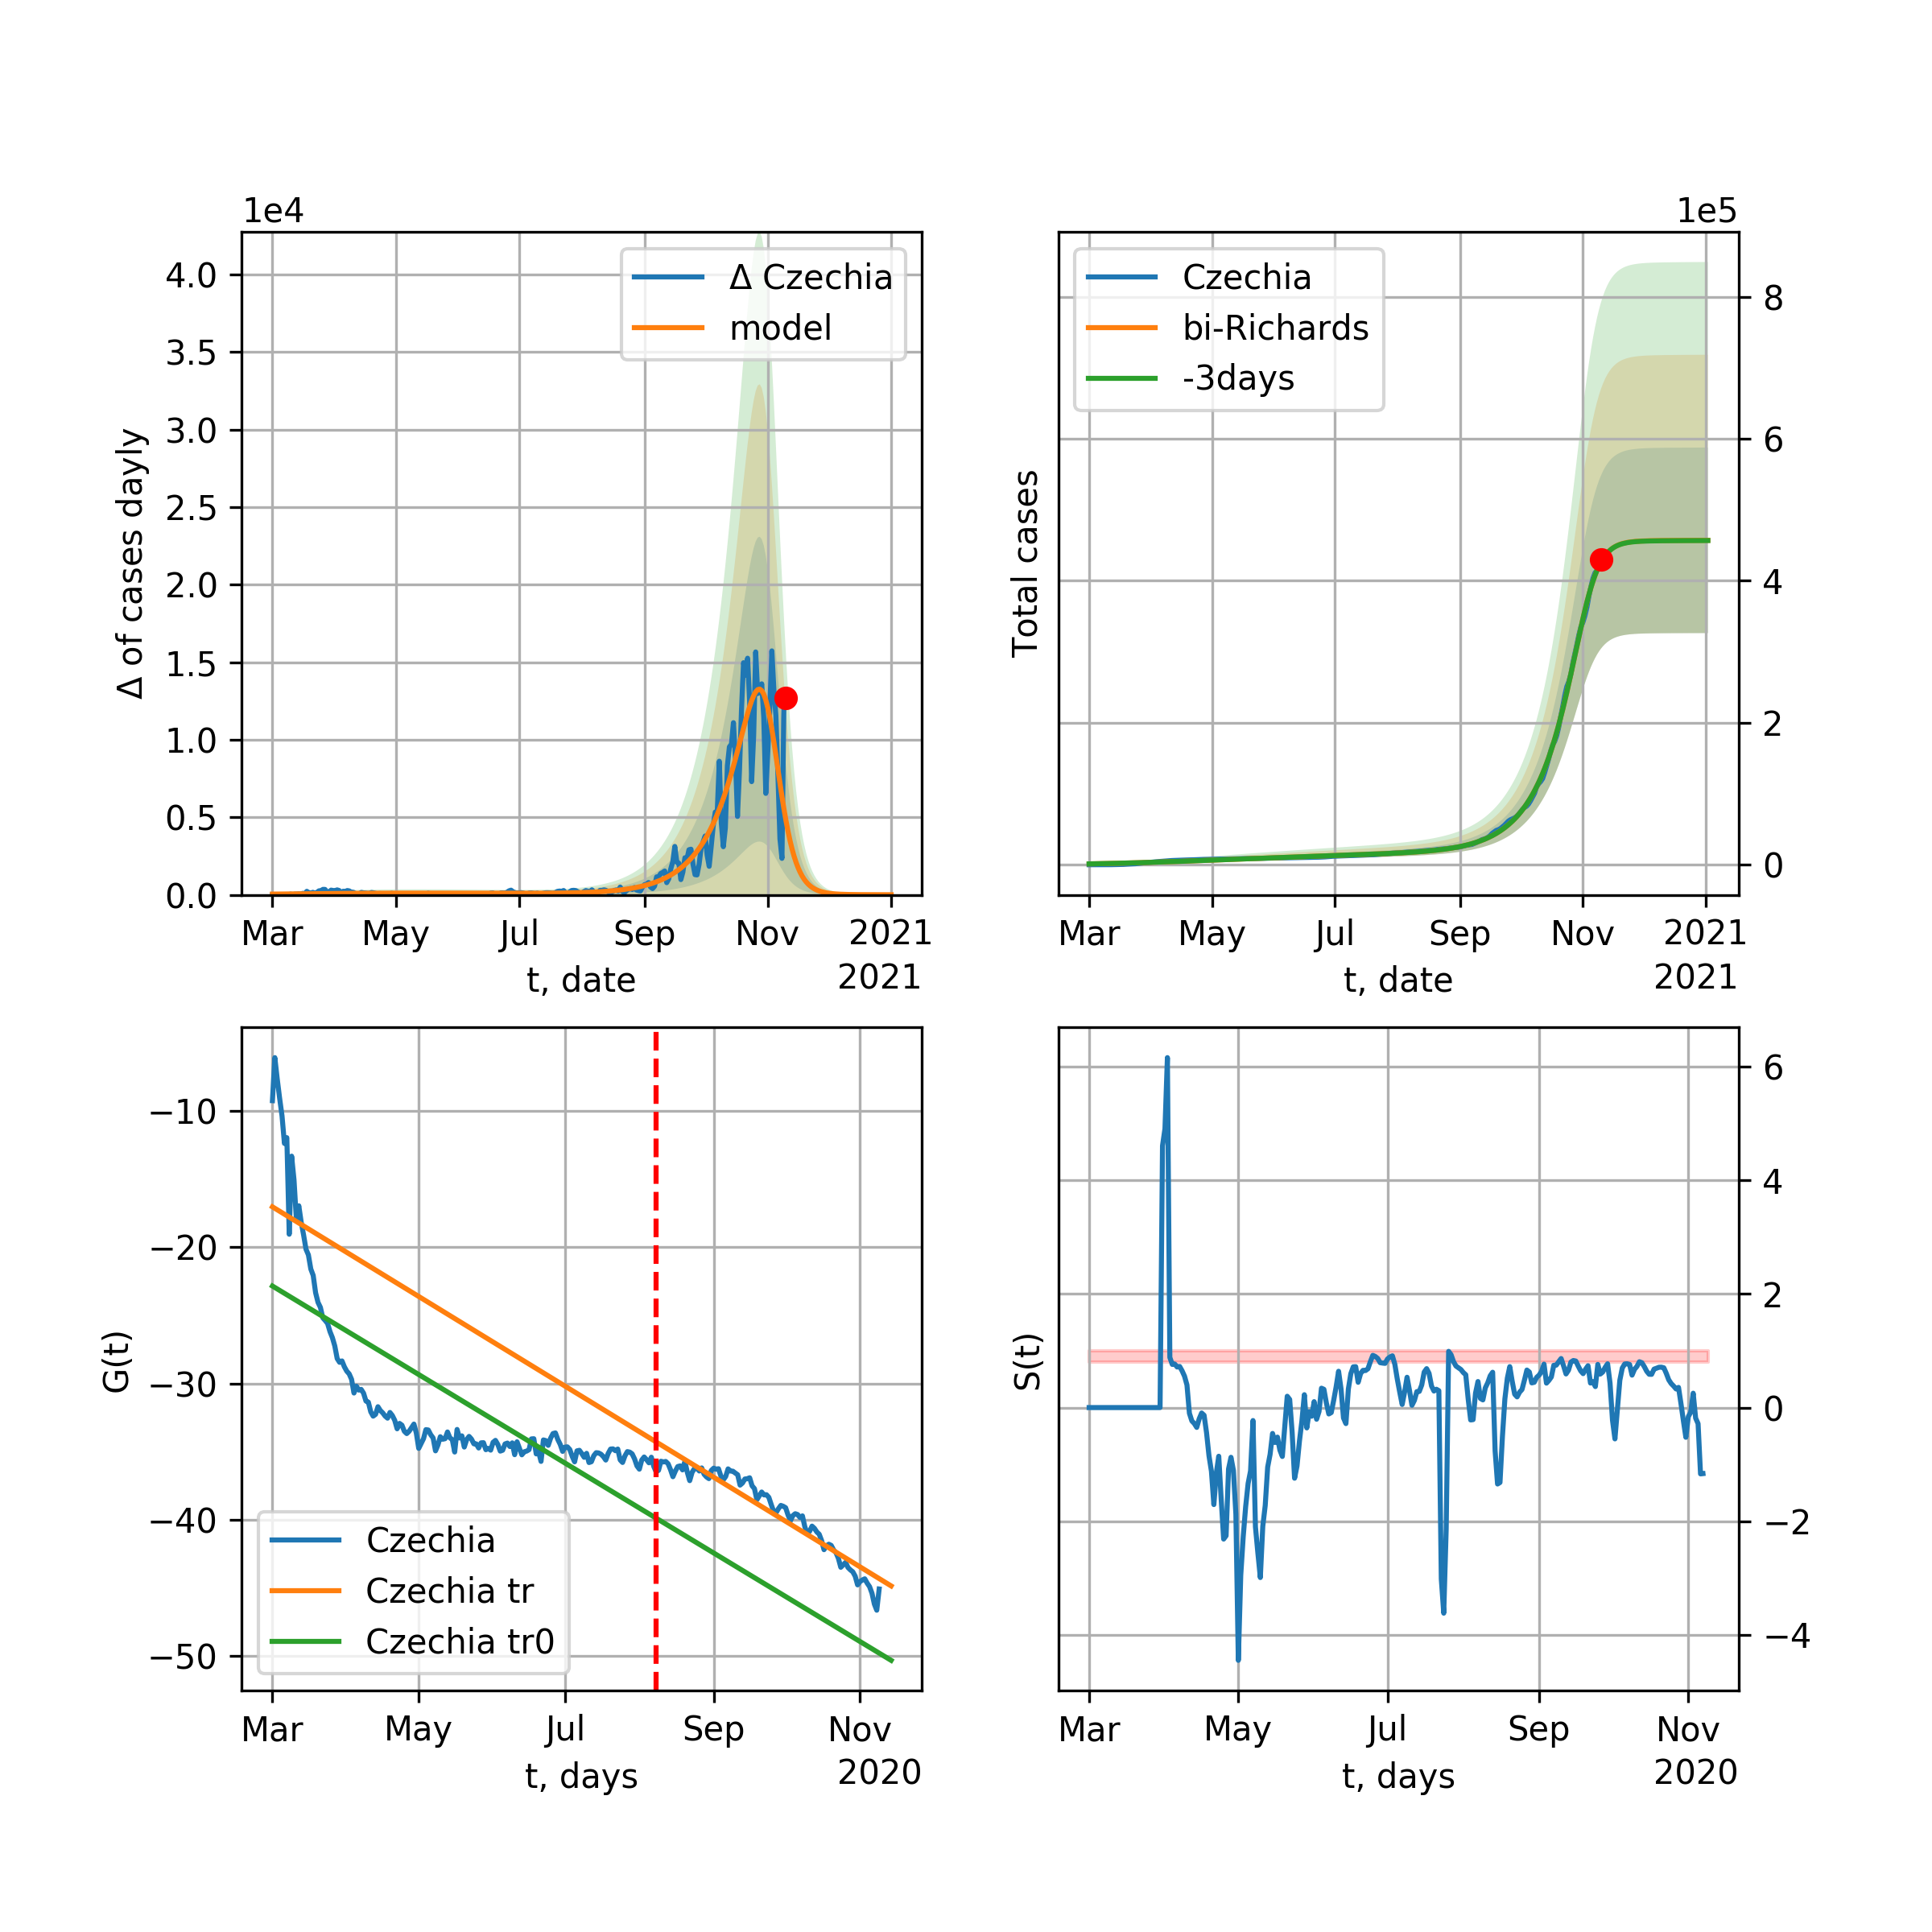 1e4
Δ of cases dayly
4.0
3.5
3.0
2.5
2.0
1.5
1.0
0.5
0.0
Δ Czechia
model
Mar May Jul Sep Nov 2021
t, date 2021
1e5
Total cases
Czechia
bi-Richards
-3days
8
6
4
2
0
Mar May Jul Sep Nov 2021
t, date 2021
G(t)
−10
−20
−30
−40
−50
Czechia
Czechia tr
Czechia tr0
Mar May Jul Sep Nov
t, days 2020
S(t)
6
4
2
0
−2
−4
Mar May Jul Sep Nov
t, days 2020